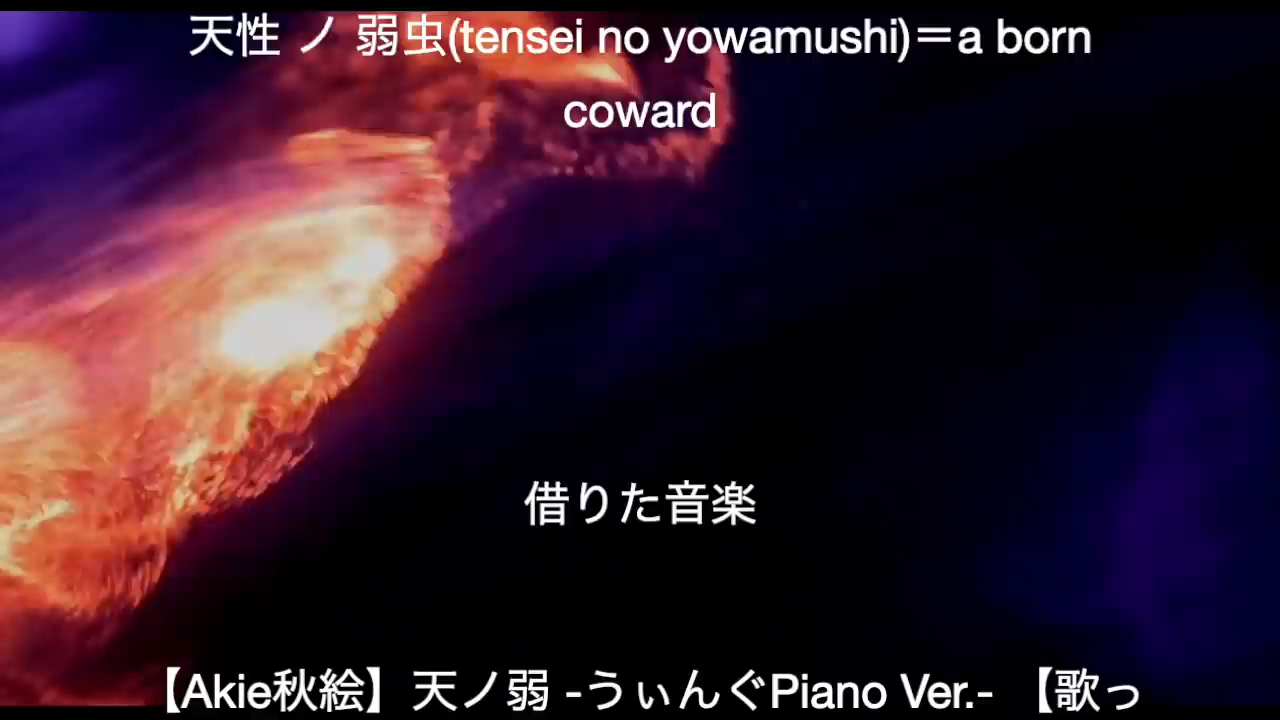 天性 ノ 弱虫(tensei no yowamushi)＝a born
coward
借りた音楽
【Akie秋絵】天ノ弱 -うぃんぐPiano Ver.- 【歌っ